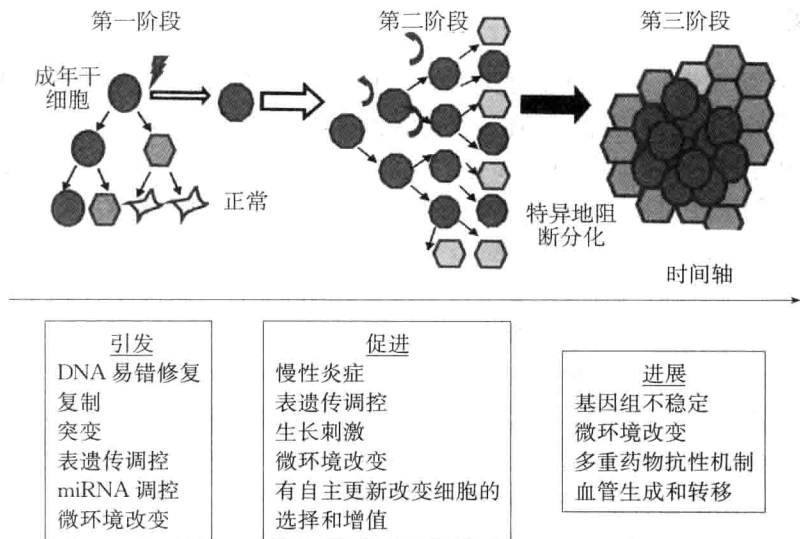 第一阶段
第二阶段
第三阶段
成年干
细胞
正常
特异地阻
断分化
时间轴
引发
DNA 易错修复
复制
突变
表遗传调控
miRNA 调控
微环境改变
促进
慢性炎症
表遗传调控
生长刺激
微环境改变
有自主更新改变细胞的
选择和增值
进展
基因组不稳定
微环境改变
多重药物抗性机制
血管生成和转移